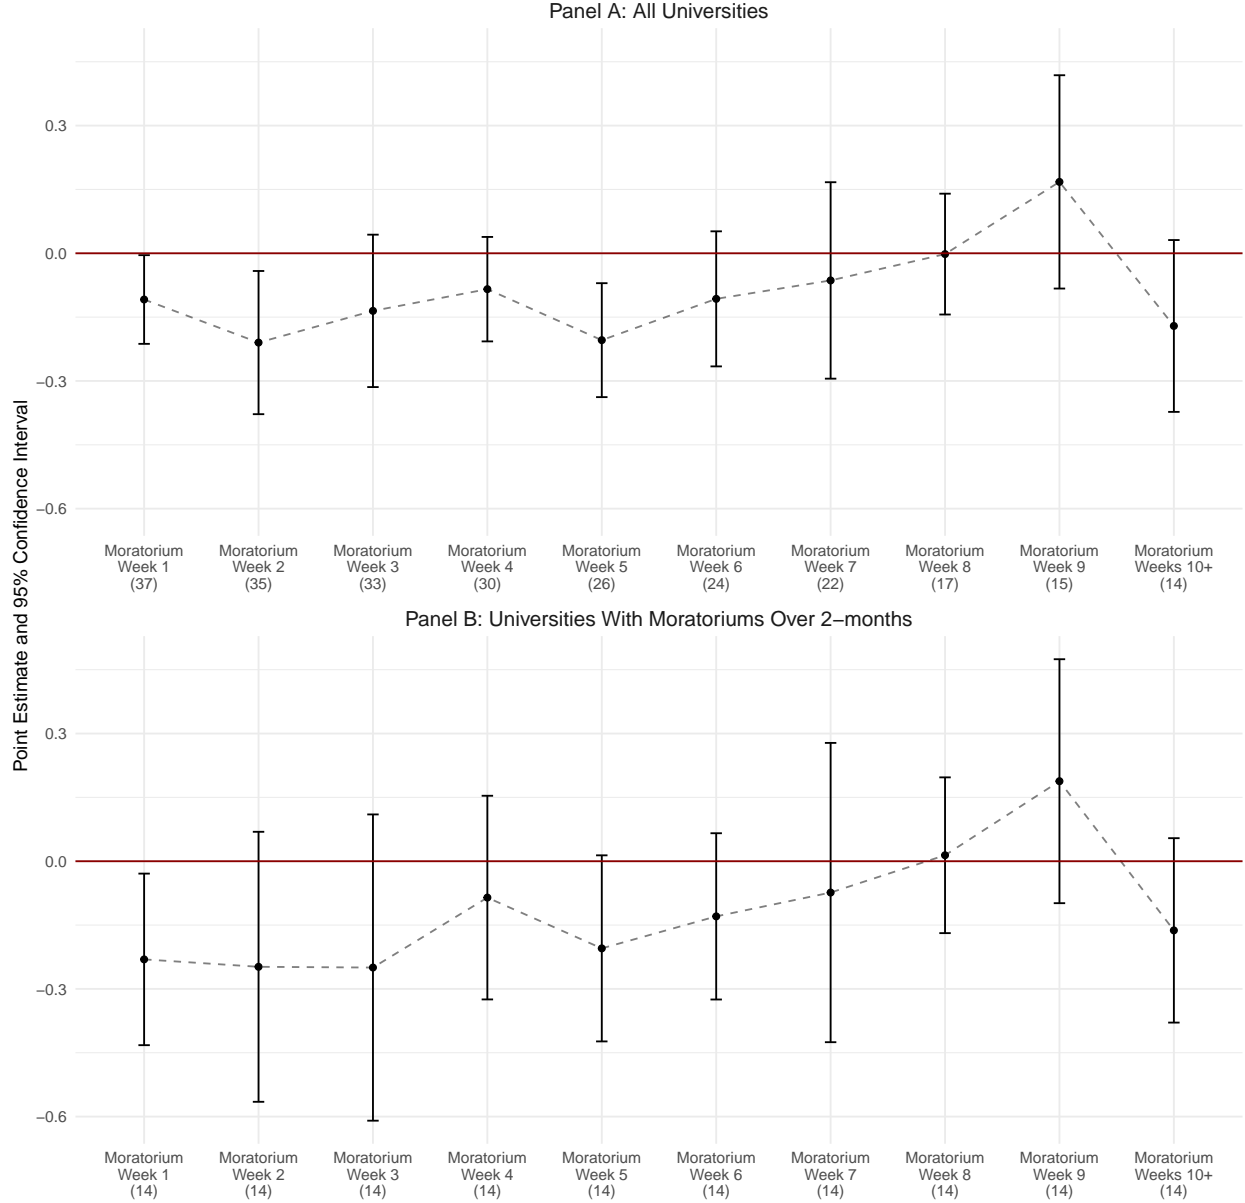 Panel A: All Universities
0.3
0.0
−0.3
−0.6
Moratorium Week 1 (37)
Moratorium Week 2 (35)
Moratorium Week 3 (33)
Moratorium Week 4 (30)
Moratorium Week 5 (26)
Moratorium Week 6 (24)
Moratorium Week 7 (22)
Moratorium Week 8 (17)
Moratorium Week 9 (15)
Moratorium Weeks 10+ (14)
Point Estimate and 95% Confidence Interval
Panel B: Universities With Moratoriums Over 2−months
0.3
0.0
−0.3
−0.6
Moratorium Week 1 (14)
Moratorium Week 2 (14)
Moratorium Week 3 (14)
Moratorium Week 4 (14)
Moratorium Week 5 (14)
Moratorium Week 6 (14)
Moratorium Week 7 (14)
Moratorium Week 8 (14)
Moratorium Week 9 (14)
Moratorium Weeks 10+ (14)